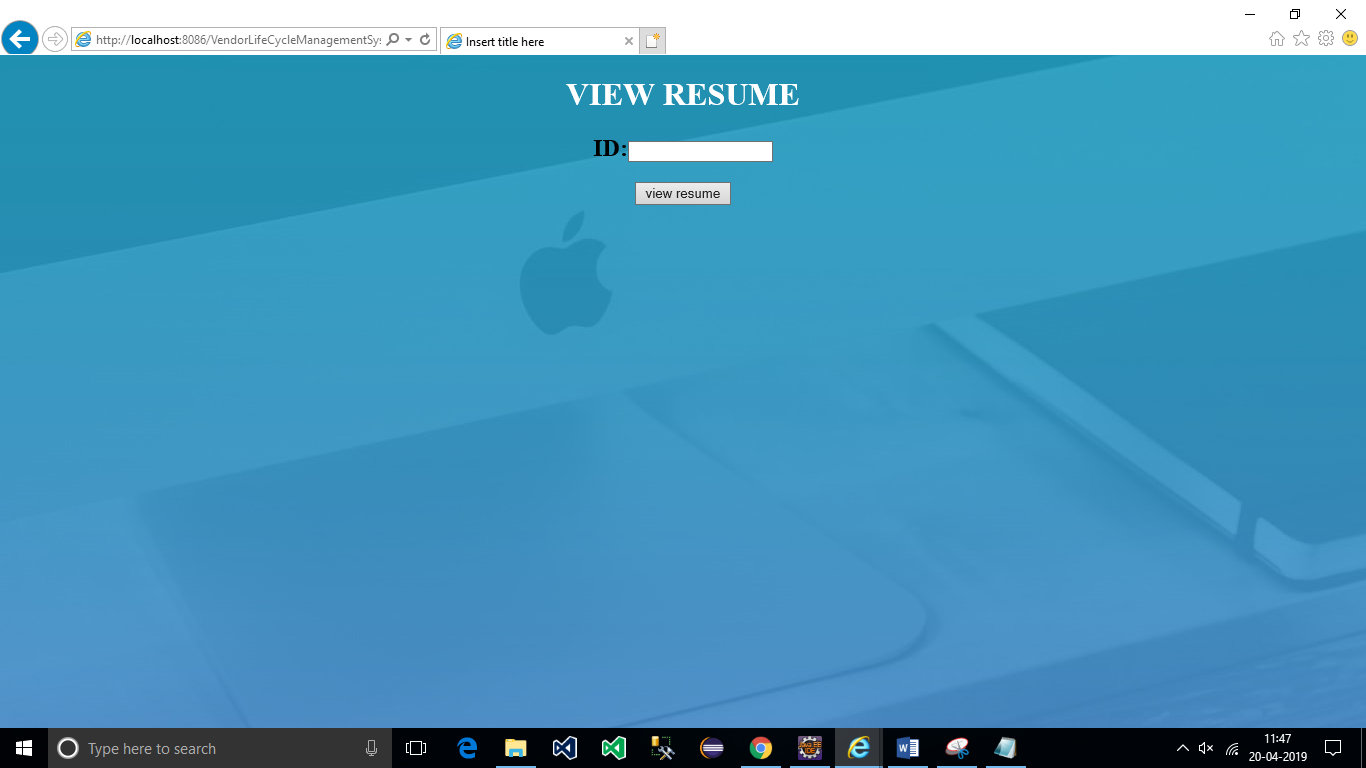 http://localhost:8086/VendorLifeCycleManagementSys
Insert title here
VIEW RESUME
ID:
view resume
Type here to search
11:47
20-04-2019